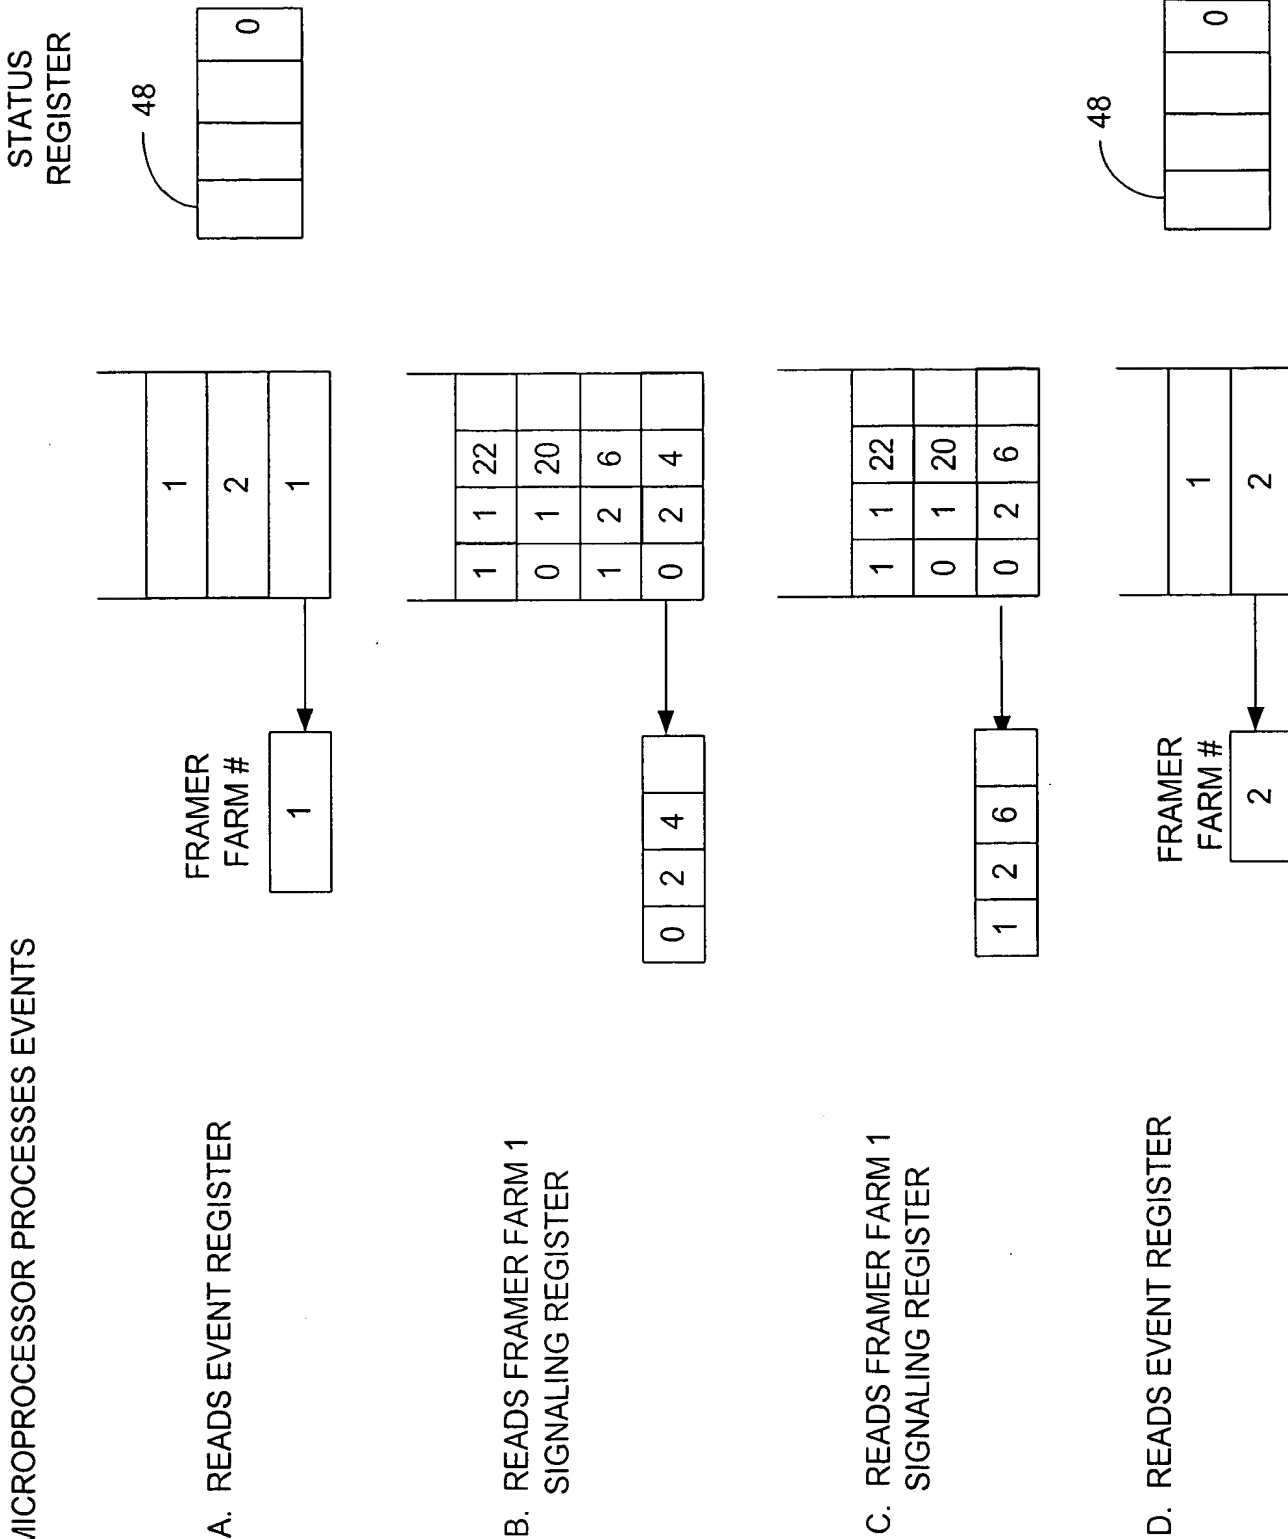 MICROPROCESSOR PROCESSES EVENTS
STATUS
REGISTER
A. READS EVENT REGISTER
FRAMER
FARM #
1
1
2
1
48
0
B. READS FRAMER FARM 1
SIGNALING REGISTER
0 2 4
1 1 22
0 1 20
1 2 6
0 2 4
C. READS FRAMER FARM 1
SIGNALING REGISTER
1 2 6
1 1 22
0 1 20
0 2 6
D. READS EVENT REGISTER
FRAMER
FARM #
2
1
2
48
0